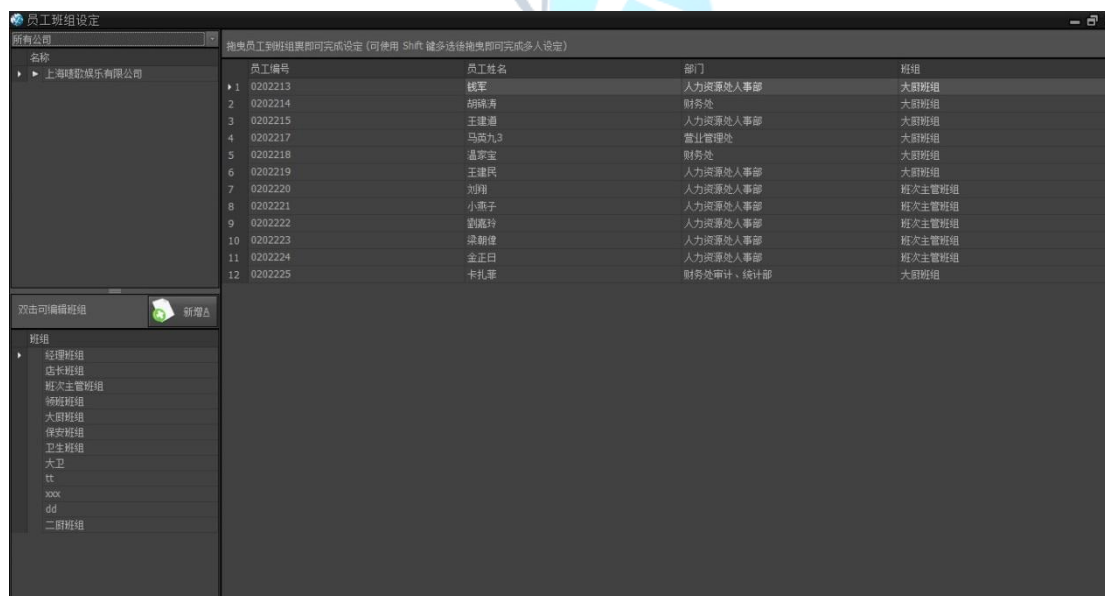 员工班组设定
所有公司
名称
上海瞎歌娱乐有限公司
拖曳员工到班组裏即可完成设定 (可使用 Shift 鍵多选後拖曳即可完成多人设定)
员工编号 员工姓名 部门 班组
1 0202213 钱军 人力资源处人事部 大厨班组
2 0202214 胡锦涛 财务处 大厨班组
3 0202215 王建道 人力资源处人事部 大厨班组
4 0202217 马英九3 营业管理处 大厨班组
5 0202218 温家宝 财务处 大厨班组
6 0202219 王建民 人力资源处人事部 大厨班组
7 0202220 刘翔 人力资源处人事部 班次主管班组
8 0202221 小燕子 人力资源处人事部 班次主管班组
9 0202222 劉嘉玲 人力资源处人事部 班次主管班组
10 0202223 梁朝偉 人力资源处人事部 班次主管班组
11 0202224 金正日 人力资源处人事部 班次主管班组
12 0202225 卡扎菲 财务处审计、统计部 大厨班组
双击可编辑班组 新增A
班组
经理班组
店长班组
班次主管班组
领班班组
大厨班组
保安班组
卫生班组
大卫
tt
xxx
dd
二厨班组